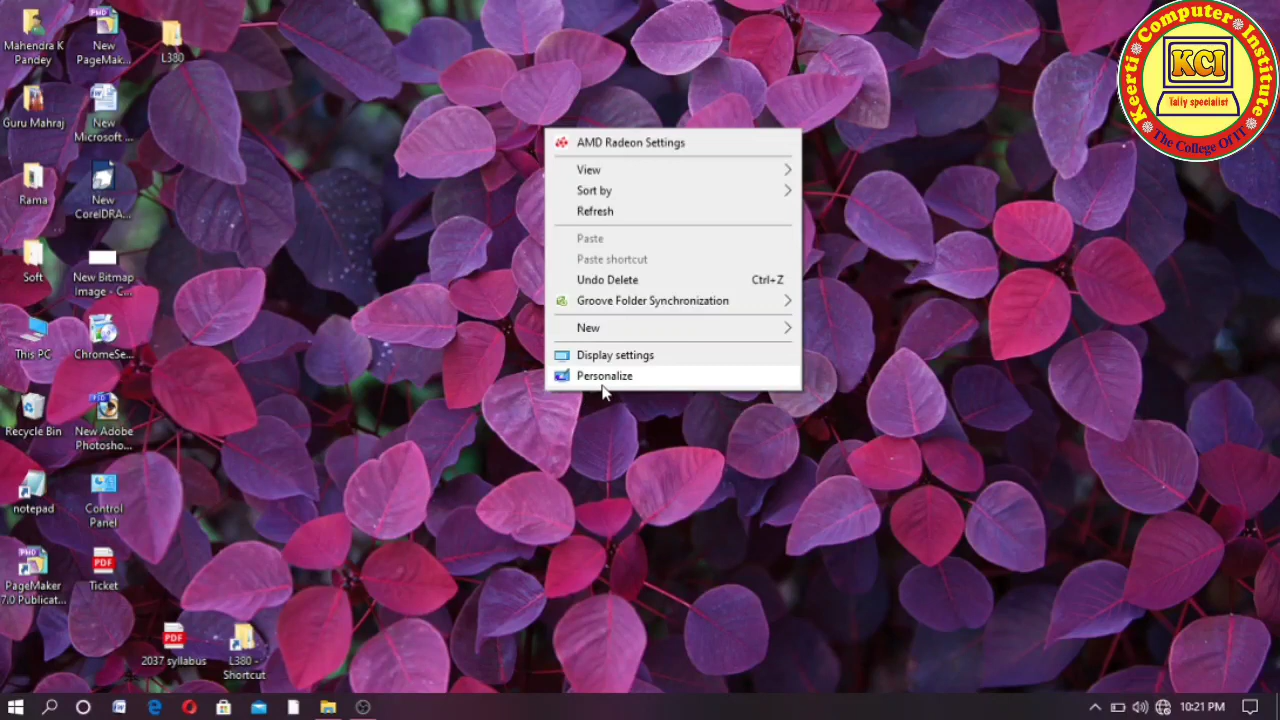 Mahendra K
Pandey
New
PageMak...
L380
Guru Mahraj
New
Microsoft ...
Rama
New
CorelDRA...
Soft
New Bitmap
Image - C...
This PC
ChromeSe...
Recycle Bin
New Adobe
Photosho...
notepad
Control
Panel
PageMaker
7.0 Publicat...
PDF
Ticket
PDF
2037 syllabus
L380 -
Shortcut
AMD Radeon Settings
View
Sort by
Refresh
Paste
Paste shortcut
Undo Delete Ctrl+Z
Groove Folder Synchronization
New
Display settings
Personalize
Keerti Computer Institute
KCI
Tally specialist
The College Of IT
10:21 PM